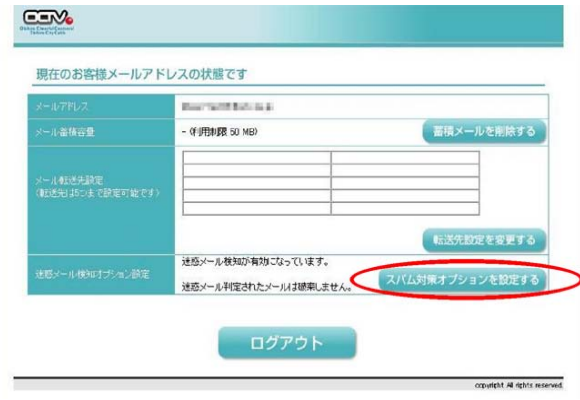 CCV
現在のお客様メールアドレスの状態です
メールアドレス
メール蓄積容量
- (利用制限 50 MB)
蓄積メールを削除する
メール転送先設定
(転送先は5つまで設定可能です)
転送先設定を変更する
迷惑メール検知オプション設定
迷惑メール検知が有効になっています。
迷惑メール判定されたメールは破棄しません。
スパム対策オプションを設定する
ログアウト
copyright All rights reserved.